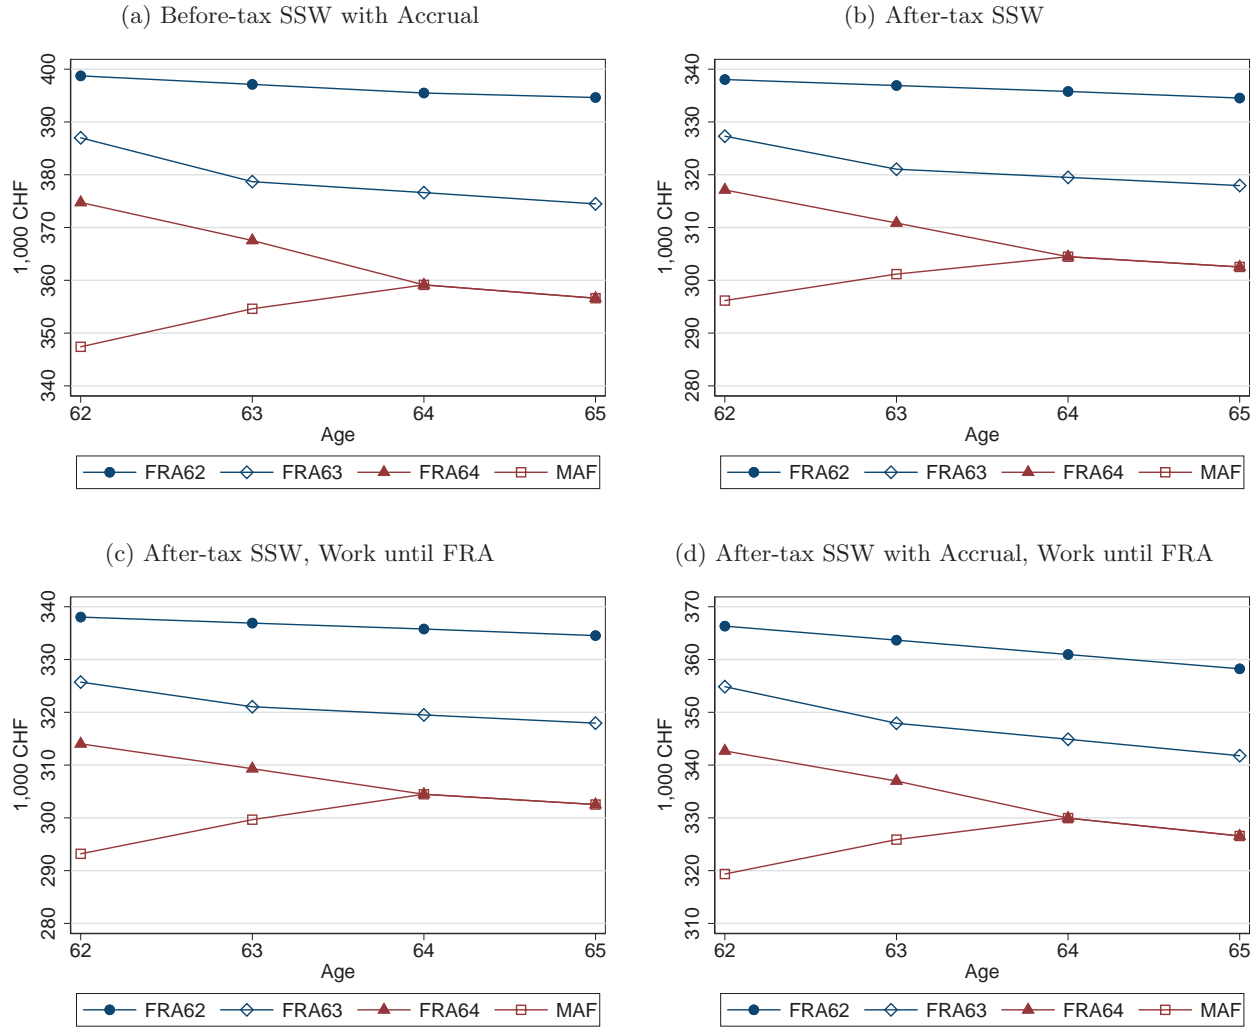 (a) Before-tax SSW with Accrual
1,000 CHF
400
390
380
370
360
350
340
62 63 64 65
Age
FRA62 FRA63 FRA64 MAF
(b) After-tax SSW
1,000 CHF
340
330
320
310
300
290
280
62 63 64 65
Age
FRA62 FRA63 FRA64 MAF
(c) After-tax SSW, Work until FRA
1,000 CHF
340
330
320
310
300
290
280
62 63 64 65
Age
FRA62 FRA63 FRA64 MAF
(d) After-tax SSW with Accrual, Work until FRA
1,000 CHF
370
360
350
340
330
320
310
62 63 64 65
Age
FRA62 FRA63 FRA64 MAF